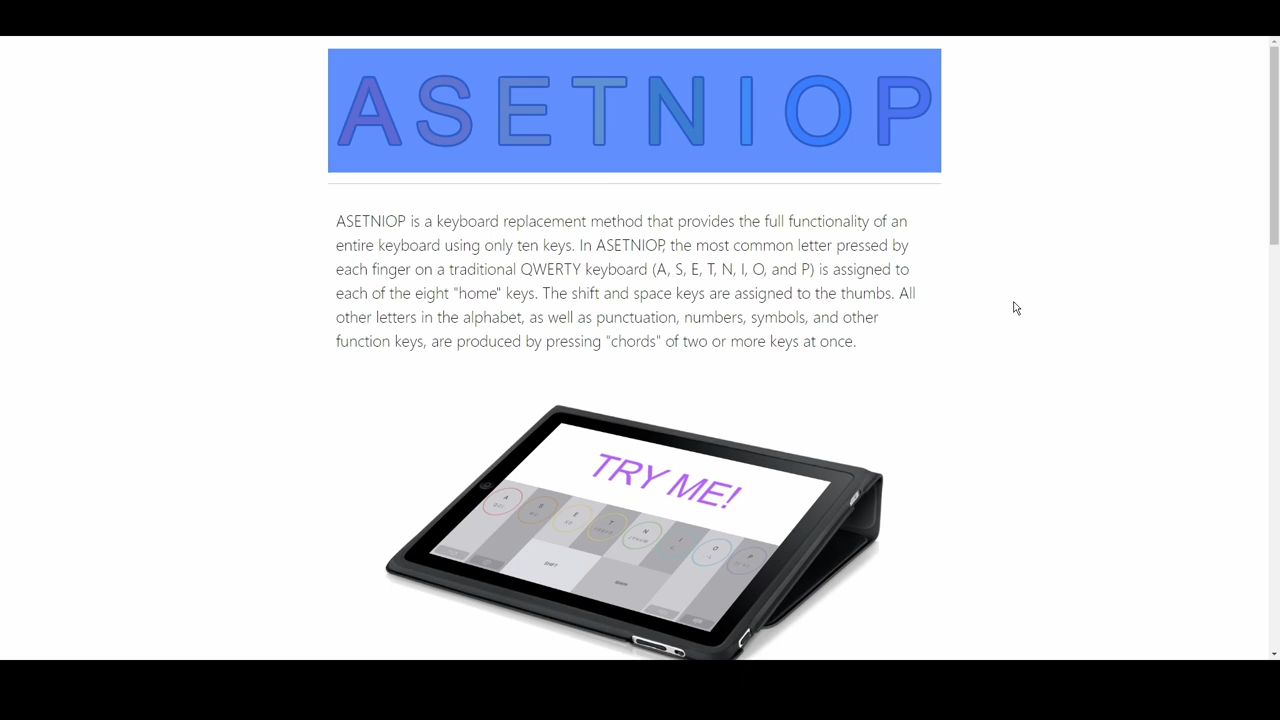 ASETNIOP
ASETNIOP is a keyboard replacement method that provides the full functionality of an
entire keyboard using only ten keys. In ASETNIOP, the most common letter pressed by
each finger on a traditional QWERTY keyboard (A, S, E, T, N, I, O, and P) is assigned to
each of the eight "home" keys. The shift and space keys are assigned to the thumbs. All
other letters in the alphabet, as well as punctuation, numbers, symbols, and other
function keys, are produced by pressing "chords" of two or more keys at once.
TRY ME!
A S E T N I O P
SHIFT